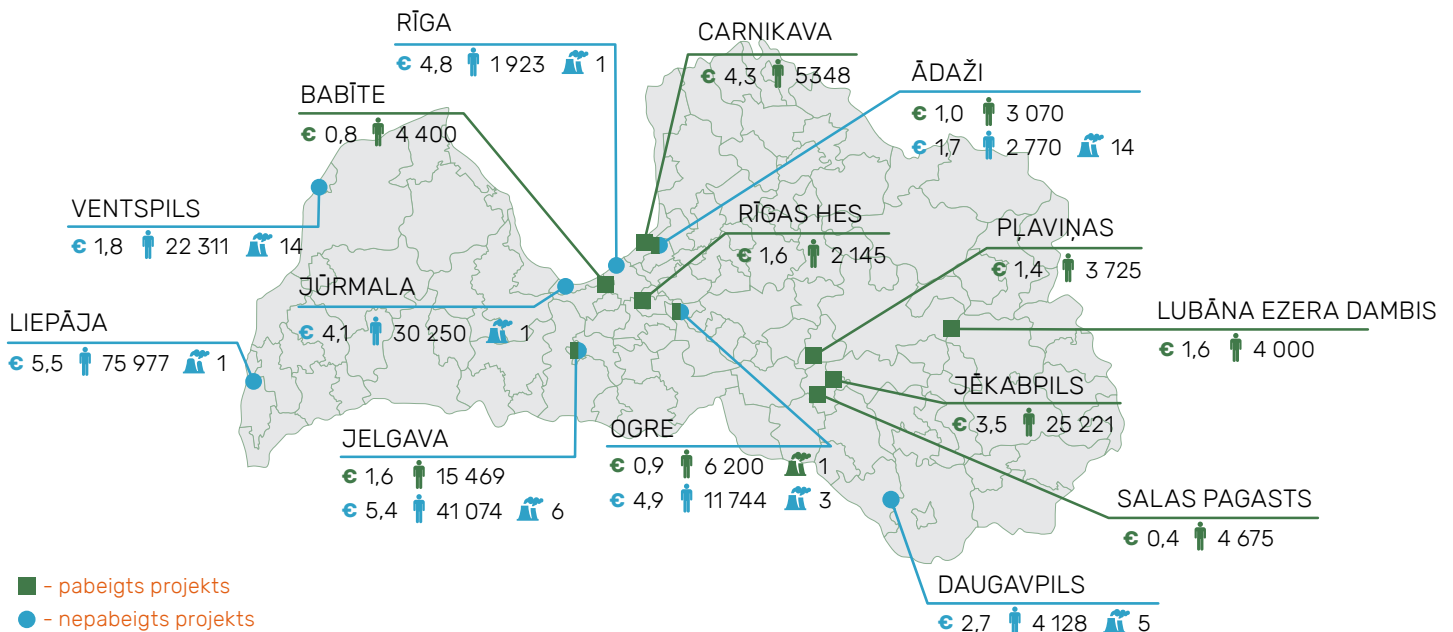 RĪGA
€ 4,8 1 923 1
CARNIKAVA
€ 4,3 5348
ĀDAŽI
€ 1,0 3 070
€ 1,7 2 770 14
BABĪTE
€ 0,8 4 400
VENTSPILS
€ 1,8 22 311 14
RĪGAS HES
€ 1,6 2 145
PĻAVIŅAS
€ 1,4 3 725
JŪRMALA
€ 4,1 30 250 1
LIEPĀJA
€ 5,5 75 977 1
LUBĀNA EZERA DAMBIS
€ 1,6 4 000
JĒKABPILS
€ 3,5 25 221
JELGAVA
€ 1,6 15 469
€ 5,4 41 074 6
OGRE
€ 0,9 6 200 1
€ 4,9 11 744 3
SALAS PAGASTS
€ 0,4 4 675
DAUGAVPILS
€ 2,7 4 128 5
- pabeigts projekts
- nepabeigts projekts